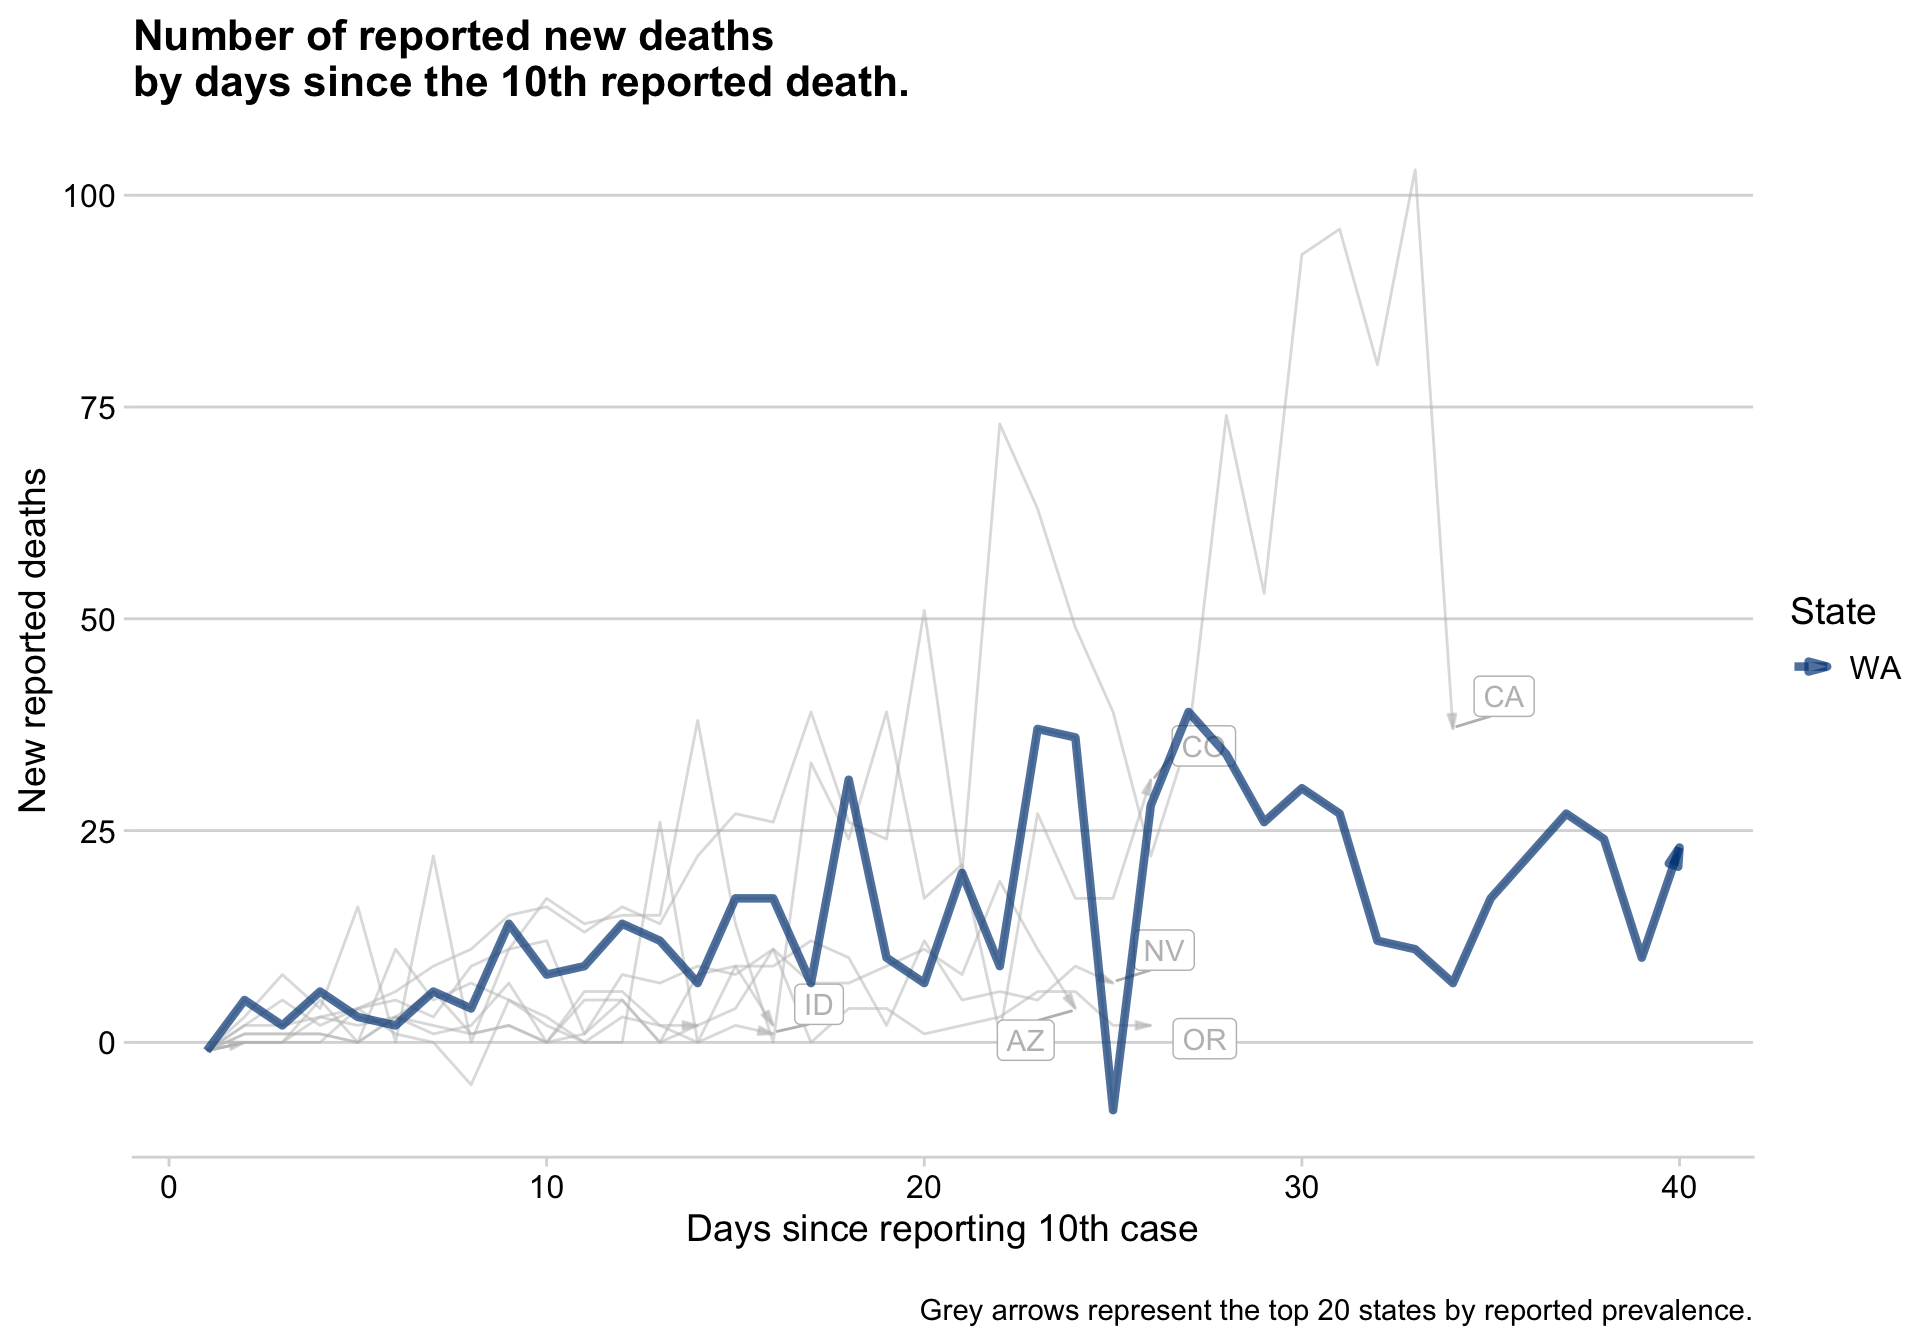 Number of reported new deaths
by days since the 10th reported death.
100
75
50
25
0
New reported deaths
CA
CO
NV
ID
AZ
OR
State
WA
0 10 20 30 40
Days since reporting 10th case
Grey arrows represent the top 20 states by reported prevalence.